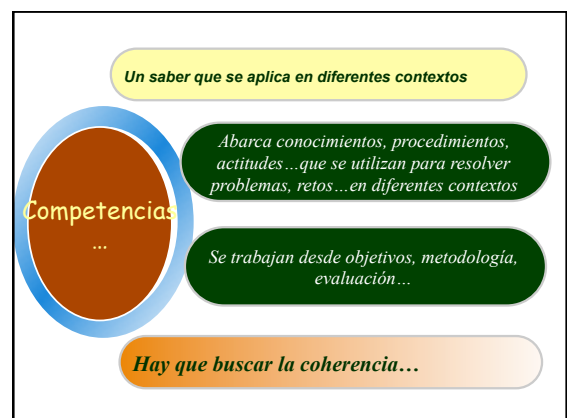 Un saber que se aplica en diferentes contextos
Abarca conocimientos, procedimientos,
actitudes…que se utilizan para resolver
problemas, retos…en diferentes contextos
Competencias
…
Se trabajan desde objetivos, metodología,
evaluación…
Hay que buscar la coherencia…